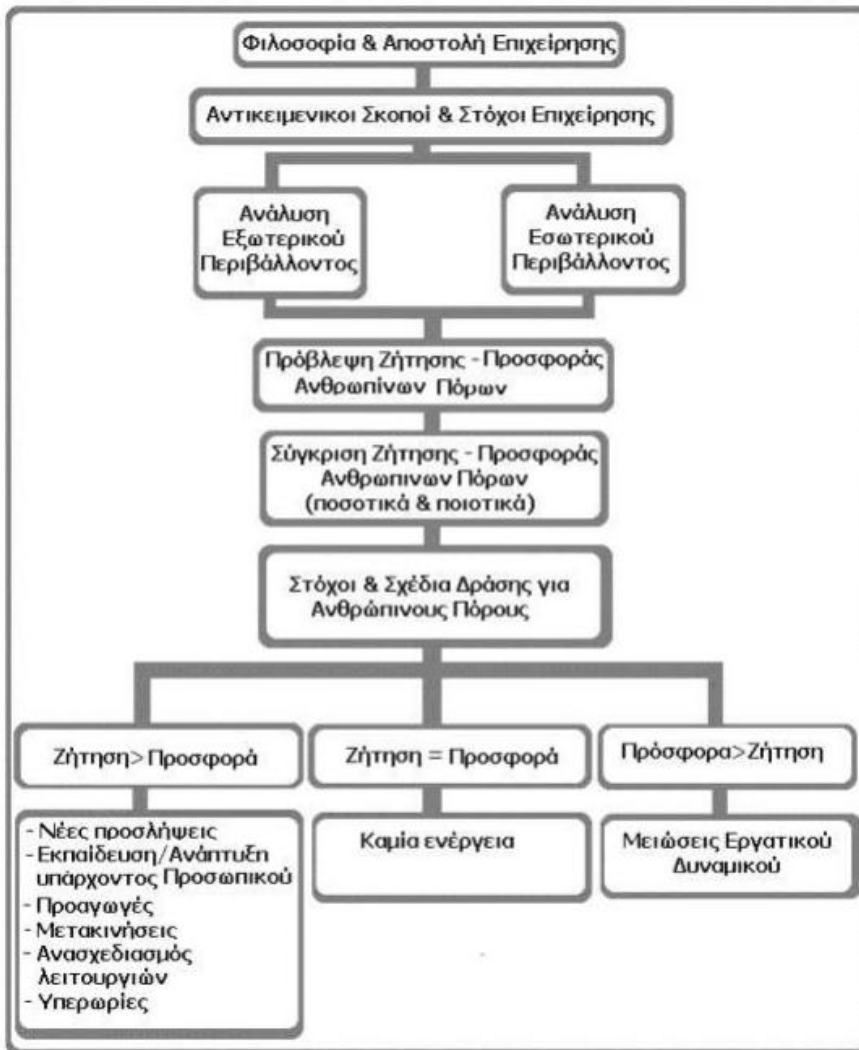 Φιλοσοφία & Αποστολή Επιχείρησης
Αντικειμενικοι Σκοποί & Στόχοι Επιχείρησης
Ανάλυση
Εξωτερικού
Περιβάλλοντος
Ανάλυση
Εσωτερικού
Περιβάλλοντος
Πρόβλεψη Ζήτησης - Προσφοράς
Ανθρωπίνων Πόρων
Σύγκριση Ζήτησης - Προσφοράς
Ανθρωπινων Πόρων
(ποσοτικά & ποιοτικά)
Στόχοι & Σχέδια Δράσης για
Ανθρώπινους Πόρους
Ζήτηση> Προσφορά
Ζήτηση = Προσφορά
Πρόσφορα>Ζήτηση
- Νέες προσλήψεις
- Εκπαίδευση/Ανάπτυξη
υπάρχοντος Προσωπικού
- Προαγωγές
- Μετακινήσεις
- Ανασχεδιασμός
λειτουργιών
- Υπερωρίες
Καμία ενέργεια
Μειώσεις Εργατικού
Δυναμικού